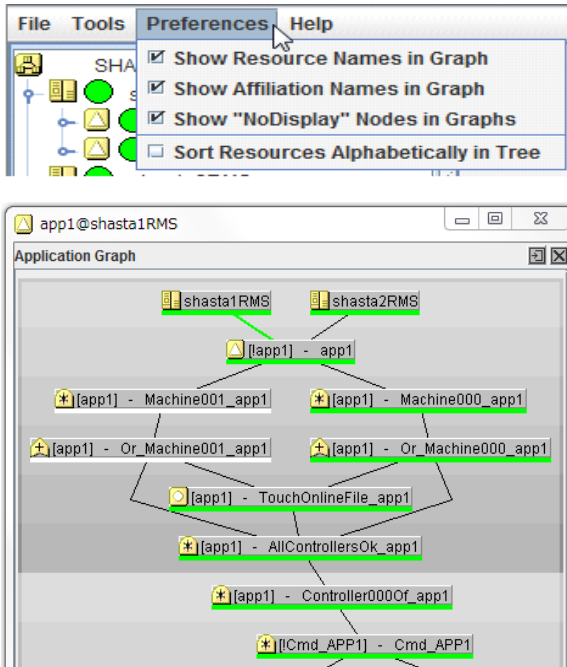 File Tools Preferences Help
SHA
Show Resource Names in Graph
Show Affiliation Names in Graph
Show "NoDisplay" Nodes in Graphs
Sort Resources Alphabetically in Tree
app1@shasta1RMS
Application Graph
shasta1RMS shasta2RMS
[!app1] - app1
[app1] - Machine001_app1 [app1] - Machine000_app1
[app1] - Or_Machine001_app1 [app1] - Or_Machine000_app1
[app1] - TouchOnlineFile_app1
[app1] - AllControllersOk_app1
[app1] - Controller000Of_app1
[!Cmd_APP1] - Cmd_APP1